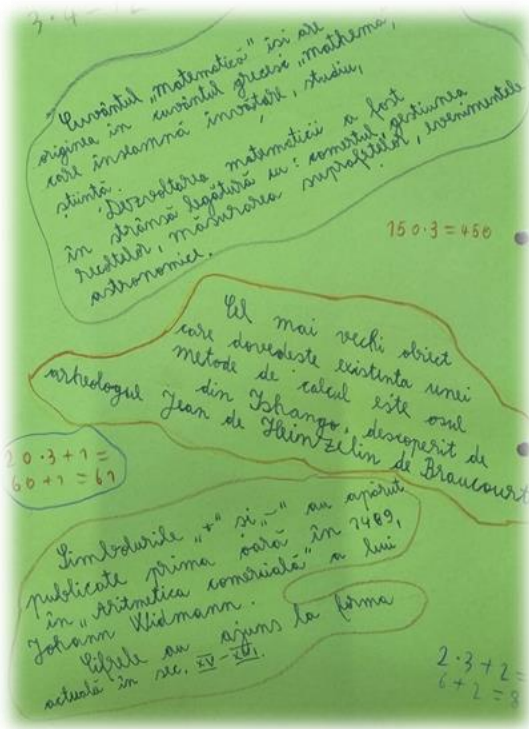 3 · 4 = 12
Cuvântul „matematică” își are
originea în cuvântul grecesc „mathema”,
care înseamnă învățare, studiu,
știință.
Dezvoltarea matematicii a fost
în strânsă legătură cu: comerțul, gestiunea
recoltelor, măsurarea suprafețelor, evenimentele
astronomice.
150·3=450
Cel mai vechi obiect
care dovedeste existenta unei
metode de calcul este osul
din Ishango, descoperit de
arheologul Jean de Heinzelin de Braucourt
20·3+1=
60+1=61
Simbolurile „+” si „-” au apărut
publicate prima oară în 1489,
în „Aritmetica comercială” a lui
Johann Widmann.
Cifrele au ajuns la forma
actuală în sec. XV-XVI.
2·3+2=
6+2=8